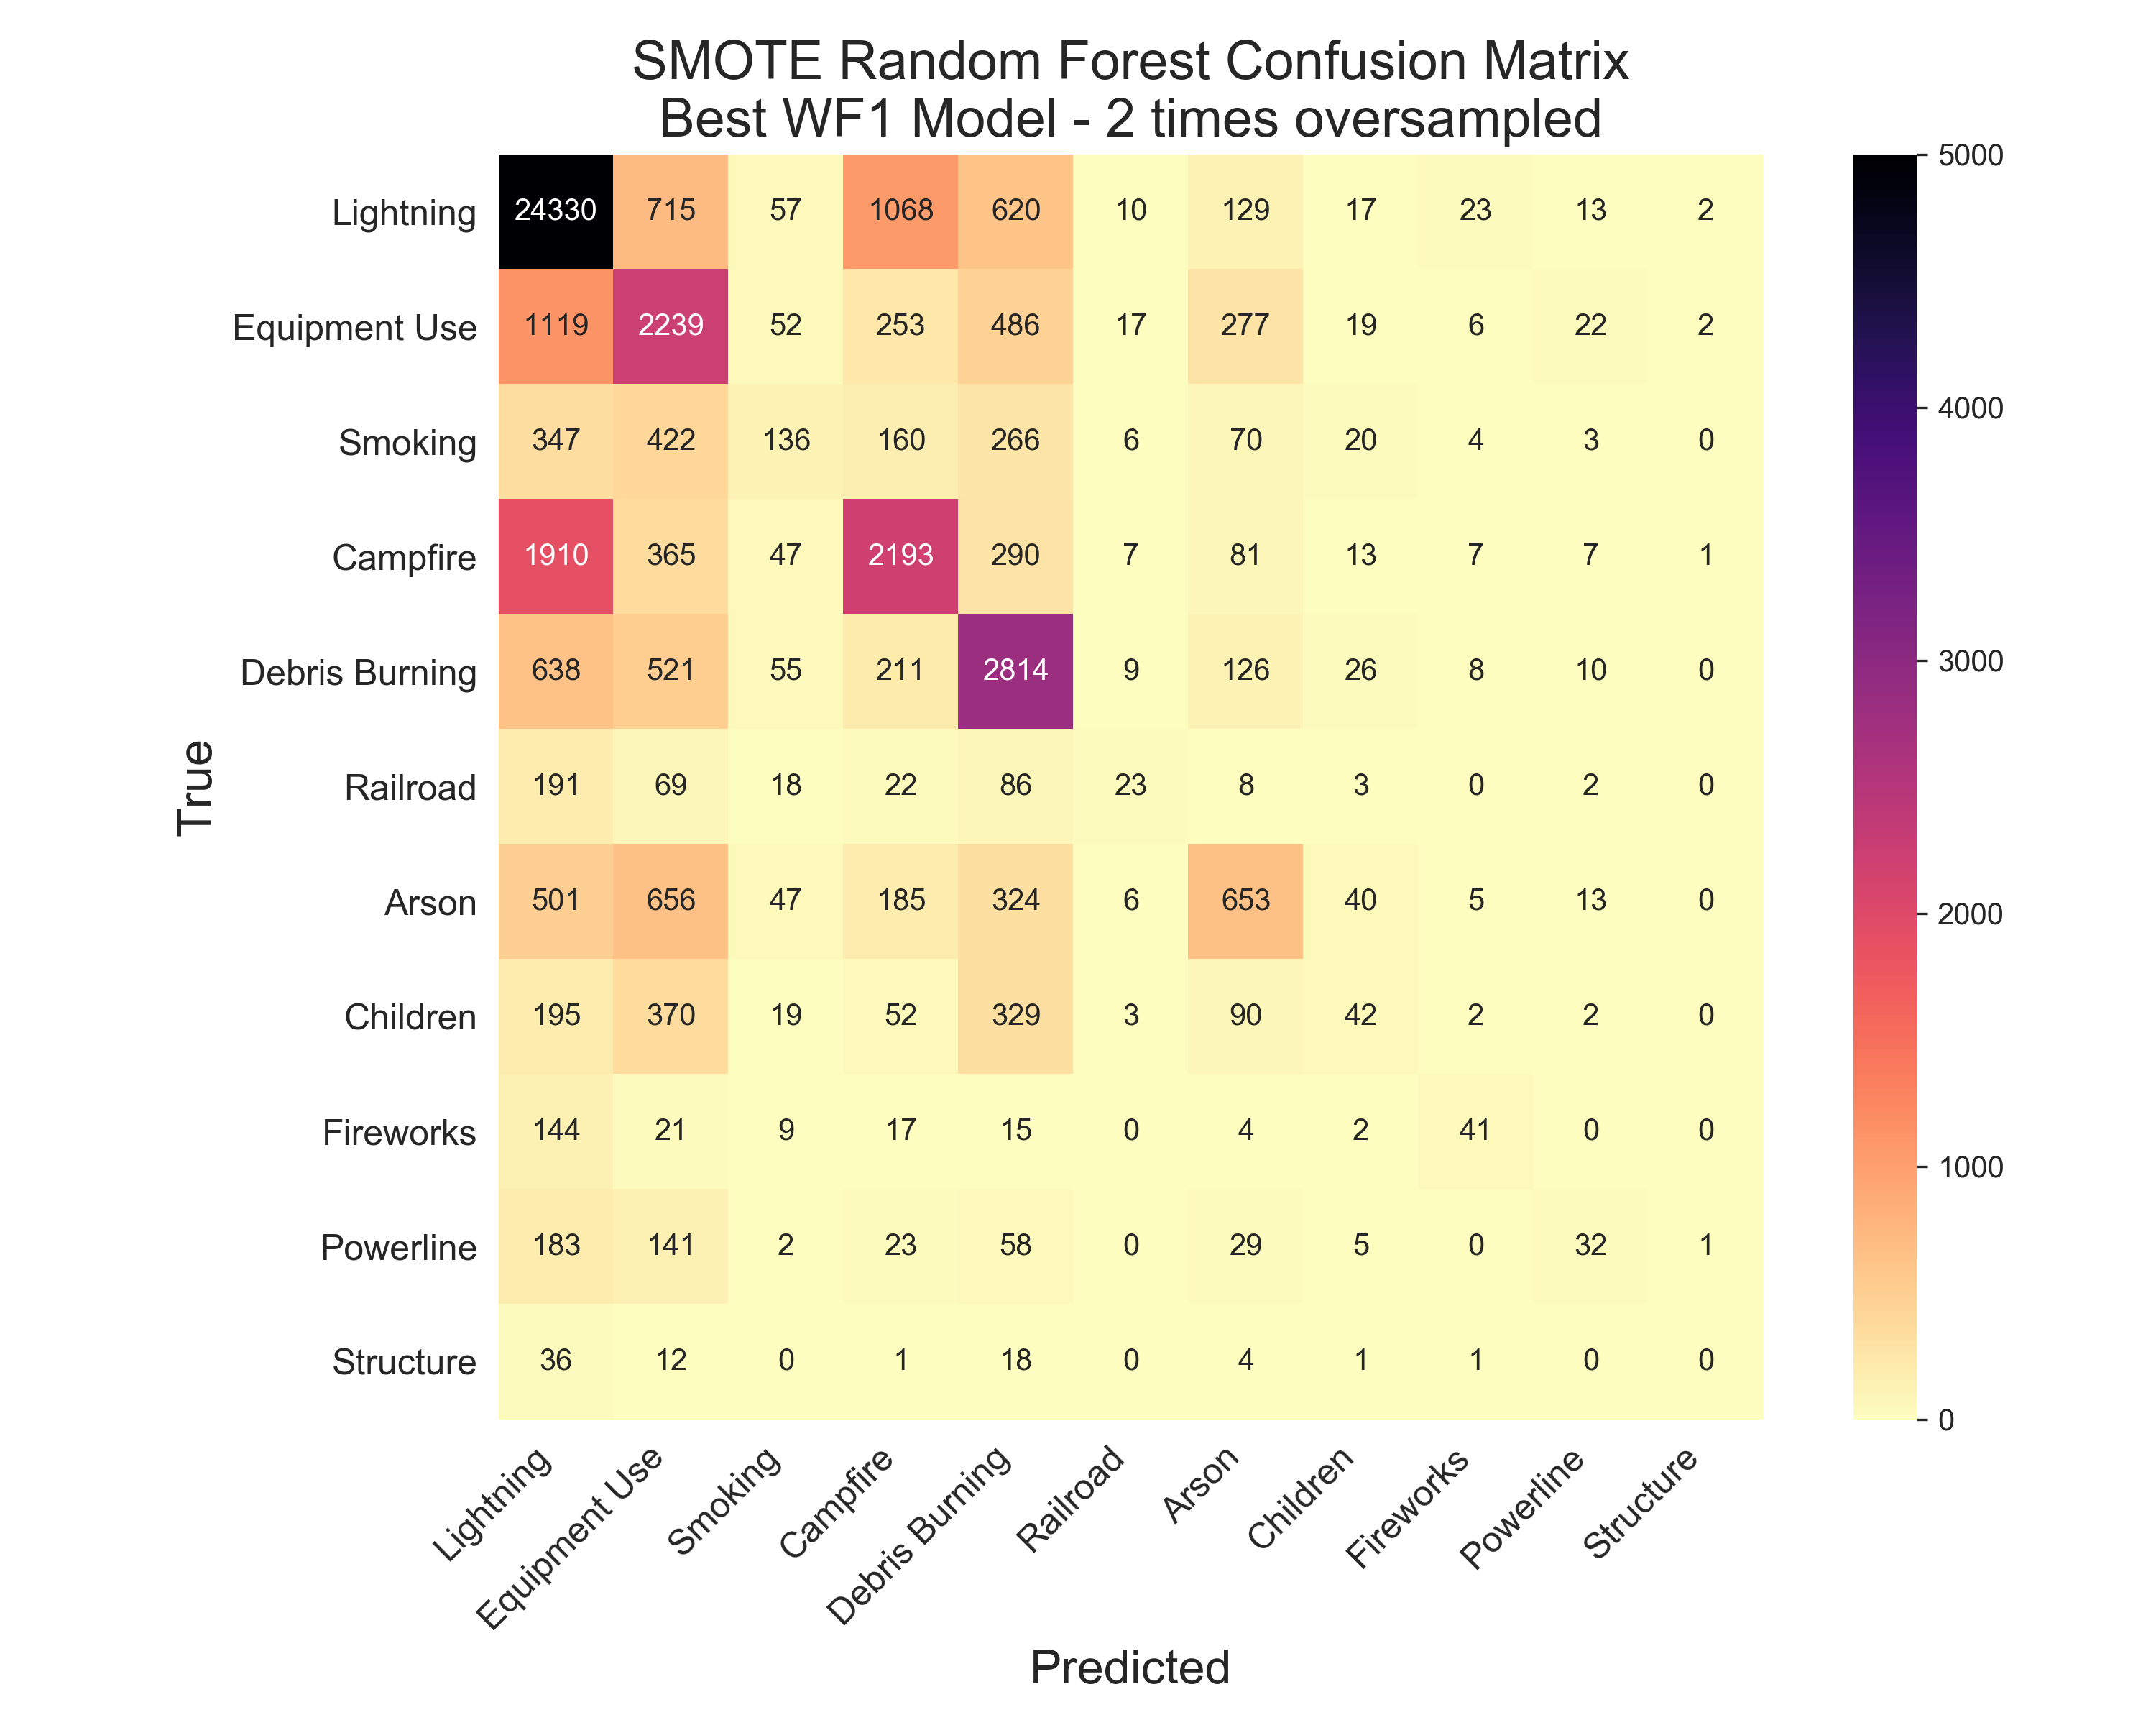 SMOTE Random Forest Confusion Matrix
Best WF1 Model - 2 times oversampled
Lightning 24330 715 57 1068 620 10 129 17 23 13 2
Equipment Use 1119 2239 52 253 486 17 277 19 6 22 2
Smoking 347 422 136 160 266 6 70 20 4 3 0
Campfire 1910 365 47 2193 290 7 81 13 7 7 1
Debris Burning 638 521 55 211 2814 9 126 26 8 10 0
Railroad 191 69 18 22 86 23 8 3 0 2 0
Arson 501 656 47 185 324 6 653 40 5 13 0
Children 195 370 19 52 329 3 90 42 2 2 0
Fireworks 144 21 9 17 15 0 4 2 41 0 0
Powerline 183 141 2 23 58 0 29 5 0 32 1
Structure 36 12 0 1 18 0 4 1 1 0 0
True
Lightning
Equipment Use
Smoking
Campfire
Debris Burning
Railroad
Arson
Children
Fireworks
Powerline
Structure
Predicted
5000
4000
3000
2000
1000
0